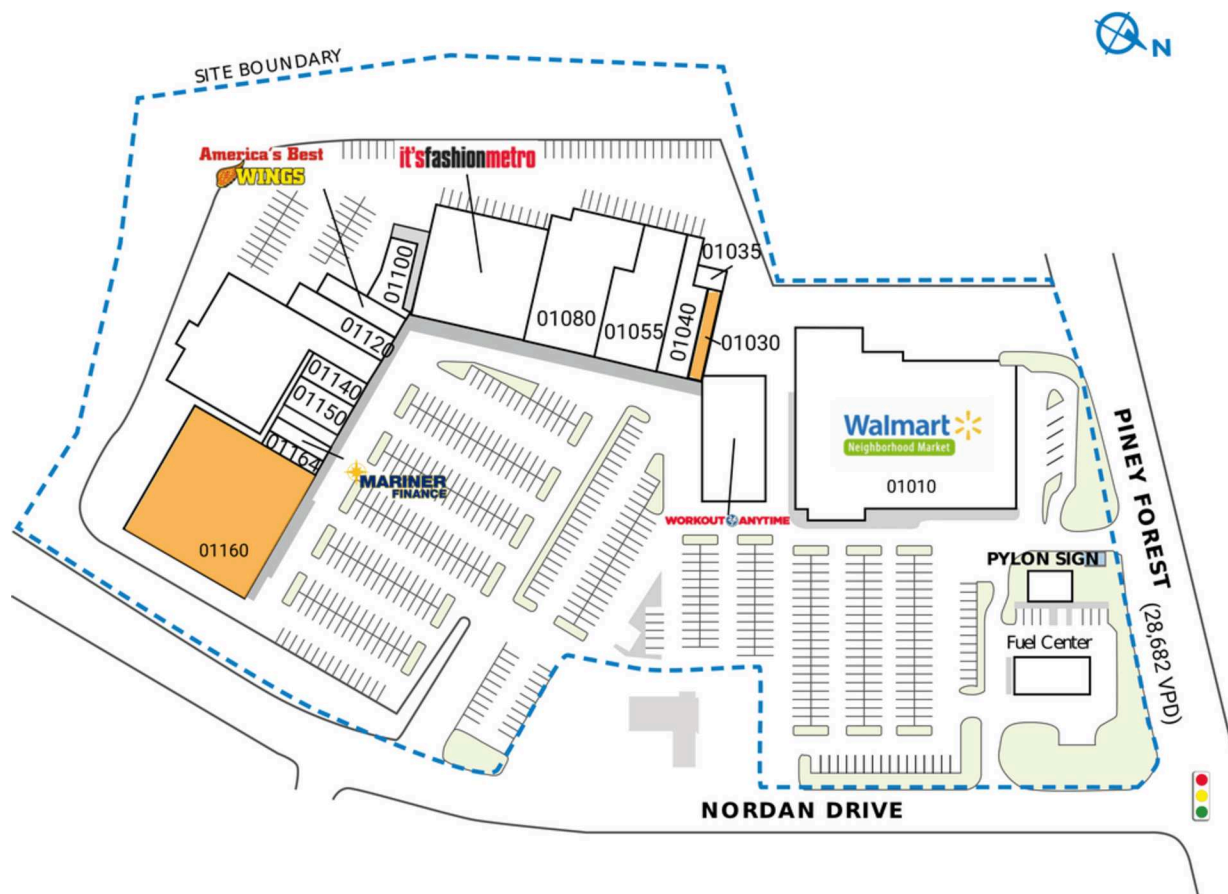 N
SITE BOUNDARY
America's Best
WINGS
it'sfashionmetro
01035
01100
01080
01055
01040
01030
01120
01140
01150
01164
MARINER
FINANCE
01160
Walmart
Neighborhood Market
01010
WORKOUT ANYTIME
PYLON SIGN
Fuel Center
PINEY FOREST (28,682 VPD)
NORDAN DRIVE